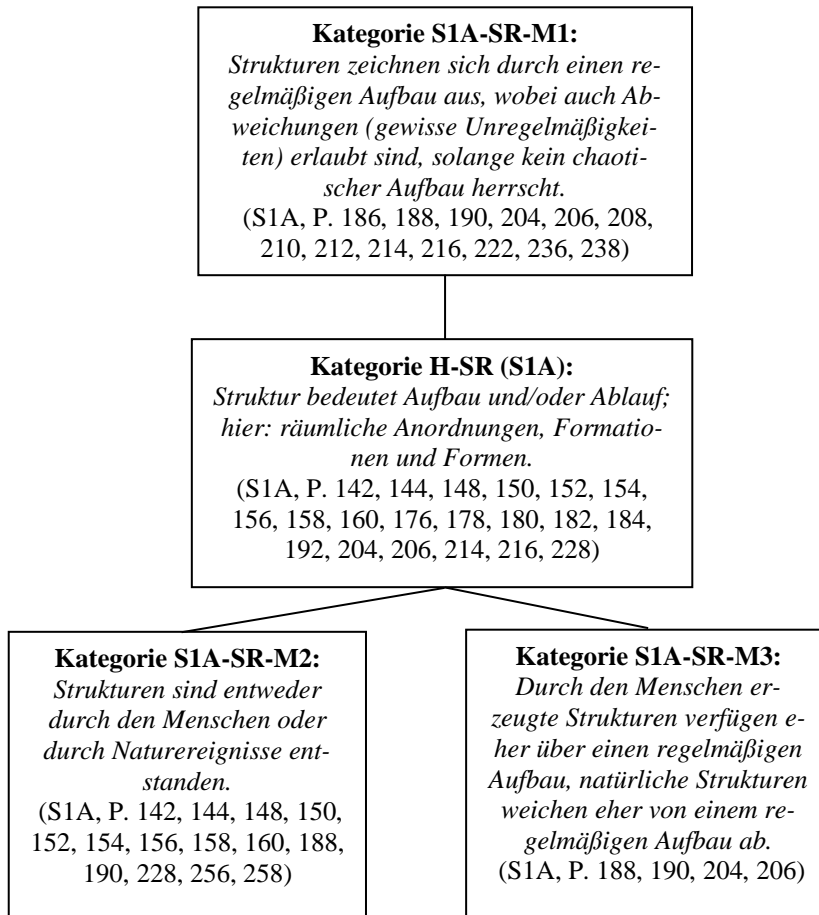 Kategorie S1A-SR-M1:
Strukturen zeichnen sich durch einen re-
gelmäßigen Aufbau aus, wobei auch Ab-
weichungen (gewisse Unregelmäßigkei-
ten) erlaubt sind, solange kein chaoti-
scher Aufbau herrscht.
(S1A, P. 186, 188, 190, 204, 206, 208,
210, 212, 214, 216, 222, 236, 238)
Kategorie H-SR (S1A):
Struktur bedeutet Aufbau und/oder Ablauf;
hier: räumliche Anordnungen, Formatio-
nen und Formen.
(S1A, P. 142, 144, 148, 150, 152, 154,
156, 158, 160, 176, 178, 180, 182, 184,
192, 204, 206, 214, 216, 228)
Kategorie S1A-SR-M2:
Strukturen sind entweder
durch den Menschen oder
durch Naturereignisse ent-
standen.
(S1A, P. 142, 144, 148, 150,
152, 154, 156, 158, 160, 188,
190, 228, 256, 258)
Kategorie S1A-SR-M3:
Durch den Menschen er-
zeugte Strukturen verfügen e-
her über einen regelmäßigen
Aufbau, natürliche Strukturen
weichen eher von einem re-
gelmäßigen Aufbau ab.
(S1A, P. 188, 190, 204, 206)